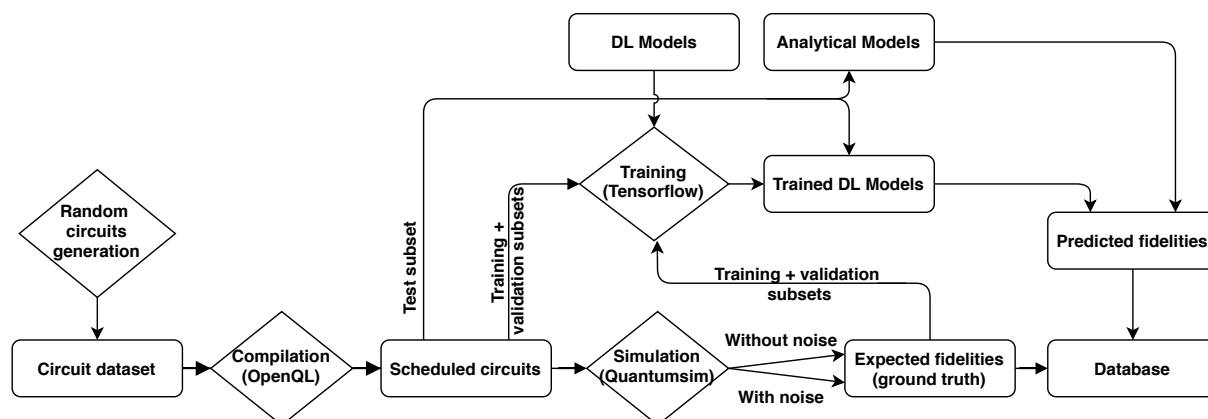 DL Models
Analytical Models
Training
(Tensorflow)
Trained DL Models
Random
circuits
generation
Test subset
Training +
validation subsets
Predicted fidelities
Training + validation
subsets
Circuit dataset
Compilation
(OpenQL)
Scheduled circuits
Simulation
(Quantumsim)
Without noise
With noise
Expected fidelities
(ground truth)
Database